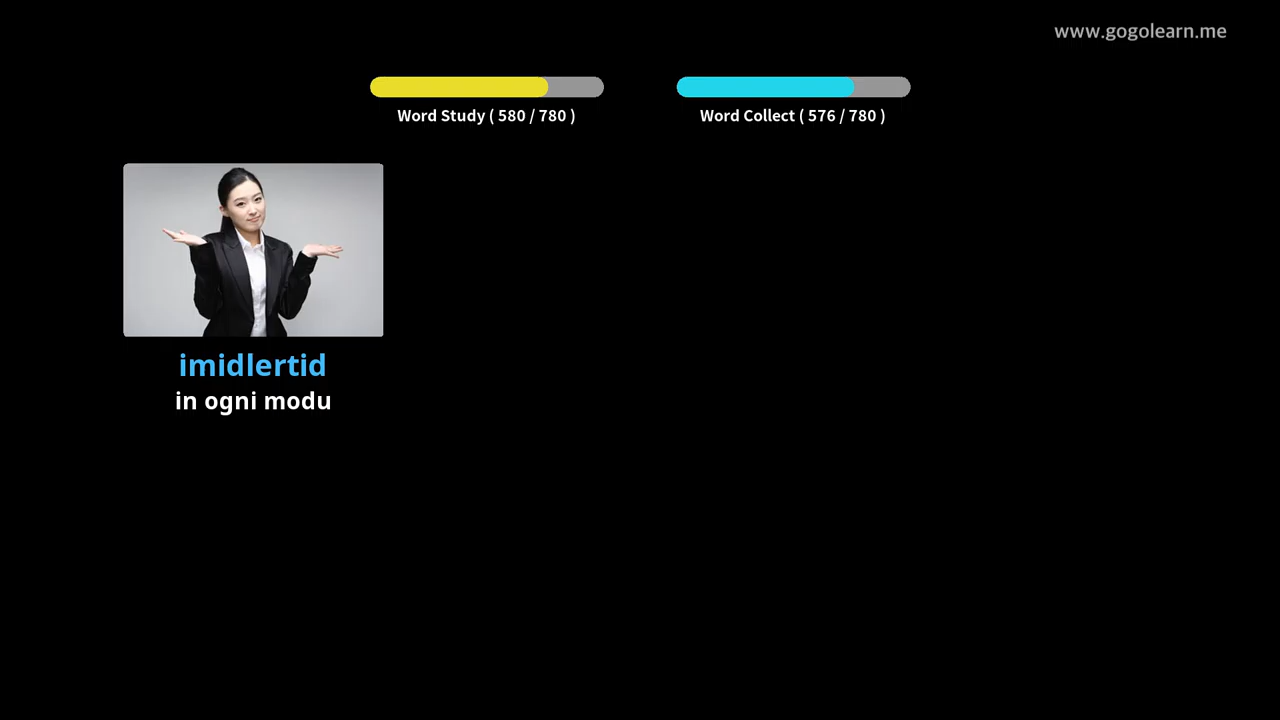 www.gogolearn.me
Word Study ( 580 / 780 )
Word Collect ( 576 / 780 )
imidlertid
in ogni modu